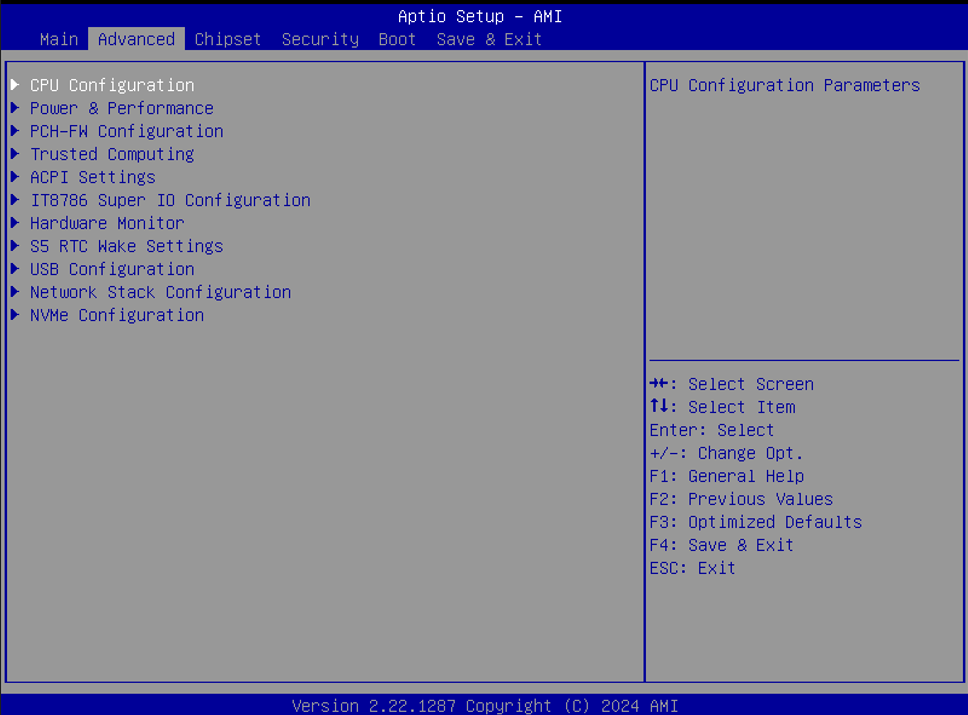 Aptio Setup – AMI
Main Advanced Chipset Security Boot Save & Exit
CPU Configuration
Power & Performance
PCH-FW Configuration
Trusted Computing
ACPI Settings
IT8786 Super IO Configuration
Hardware Monitor
S5 RTC Wake Settings
USB Configuration
Network Stack Configuration
NVMe Configuration
CPU Configuration Parameters
→←: Select Screen
↑↓: Select Item
Enter: Select
+/-: Change Opt.
F1: General Help
F2: Previous Values
F3: Optimized Defaults
F4: Save & Exit
ESC: Exit
Version 2.22.1287 Copyright (C) 2024 AMI